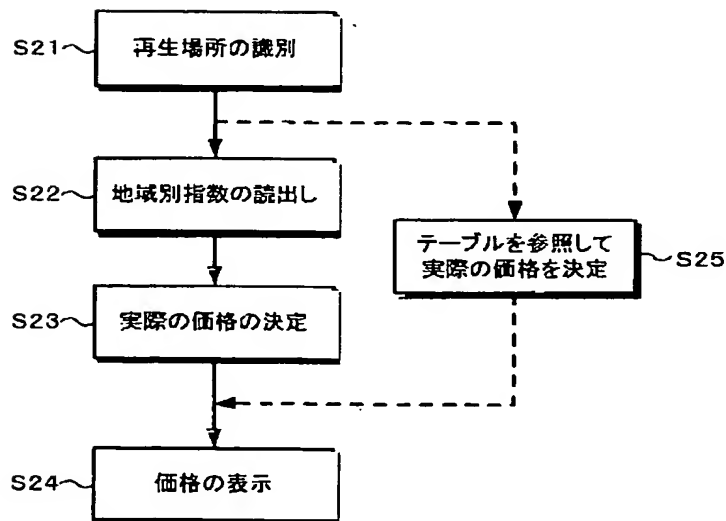 S21 再生場所の識別
S22 地域別指数の読出し
テーブルを参照して
実際の価格を決定 S25
S23 実際の価格の決定
S24 価格の表示